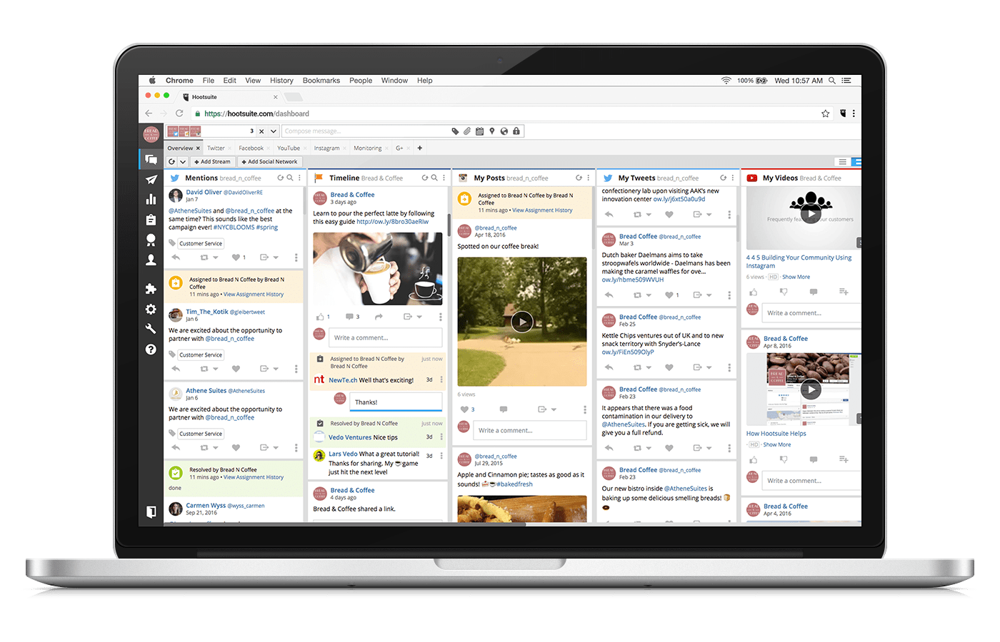 Chrome File Edit View History Bookmarks People Window Help 100% Wed 10:57 AM
Hootsuite
https://hootsuite.com/dashboard
3 Compose message...
Overview Twitter Facebook YouTube Instagram Monitoring G+
Add Stream Add Social Network
Mentions bread_n_coffee
David Oliver @DavidOliverRE
Jan 7
@AtheneSuites and @bread_n_coffee at the
same time? This sounds like the best
campaign ever! #NYCBLOOMS #spring
Customer Service
1
Assigned to Bread N Coffee by Bread N
Coffee
11 mins ago • View Assignment History
Tim_The_Kotik @gleibertweet
Jan 6
We are excited about the opportunity to
partner with @bread_n_coffee
Customer Service
Athene Suites @AtheneSuites
Jan 6
We are excited about the opportunity to
partner with @bread_n_coffee
Customer Service
Resolved by Bread N Coffee
11 mins ago • View Assignment History
done
Carmen Wyss @wyss_carmen
Sep 21, 2016
Timeline Bread & Coffee
Bread & Coffee
3 days ago
Learn to pour the perfect latte by following
this easy guide http://ow.ly/8bro30aeRlw
COFFEE
1 3
Write a comment...
Assigned to Bread N Coffee by just now
Bread N Coffee
nt NewTe.ch Well that's exciting! 3d
Thanks!
Resolved by Bread N Coffee just now
Vedo Ventures Nice tips 3d
Lars Vedo What a great tutorial! 3d
Thanks for sharing. My ☕game
just hit the next level
Bread & Coffee
4 days ago
Bread & Coffee shared a link.
My Posts bread_n_coffee
Assigned to Bread N Coffee by Bread N
Coffee
11 mins ago • View Assignment History
@bread_n_coffee
Apr 18, 2016
Spotted on our coffee break!
6 views
3
Write a comment...
@bread_n_coffee
Jul 29, 2015
Apple and Cinnamon pie; tastes as good as it
sounds! 🍰☕#bakedfresh
My Tweets bread_n_coffee
confectionery lab upon visiting AAK's new
innovation center ow.ly/j6xt50a0u9d
Bread Coffee @bread_n_coffee
Mar 3
Dutch baker Daelmans aims to take
stroopwafels worldwide - Daelmans has been
making the caramel waffles for ove...
ow.ly/hbme509WVUH
1
Bread Coffee @bread_n_coffee
Feb 25
Kettle Chips ventures out of UK and to new
snack territory with Snyder's-Lance
ow.ly/FiEn509OlyP
Bread Coffee @bread_n_coffee
Feb 23
It appears that there was a food
contamination in our delivery to
@AtheneSuites. If you are getting sick, we will
give you a full refund.
Bread Coffee @bread_n_coffee
Feb 23
Our new bistro inside @AtheneSuites is
baking up some delicious smelling breads! 🍞
🍩
My Videos Bread & Coffee
Frequently your customers
4 4 5 Building Your Community Using
Instagram
6 views · HD · Show More
Write a comment...
Bread & Coffee
Apr 8, 2016
How Hootsuite Helps
· HD · Show More
Write a comment...
Bread & Coffee
Apr 4, 2016